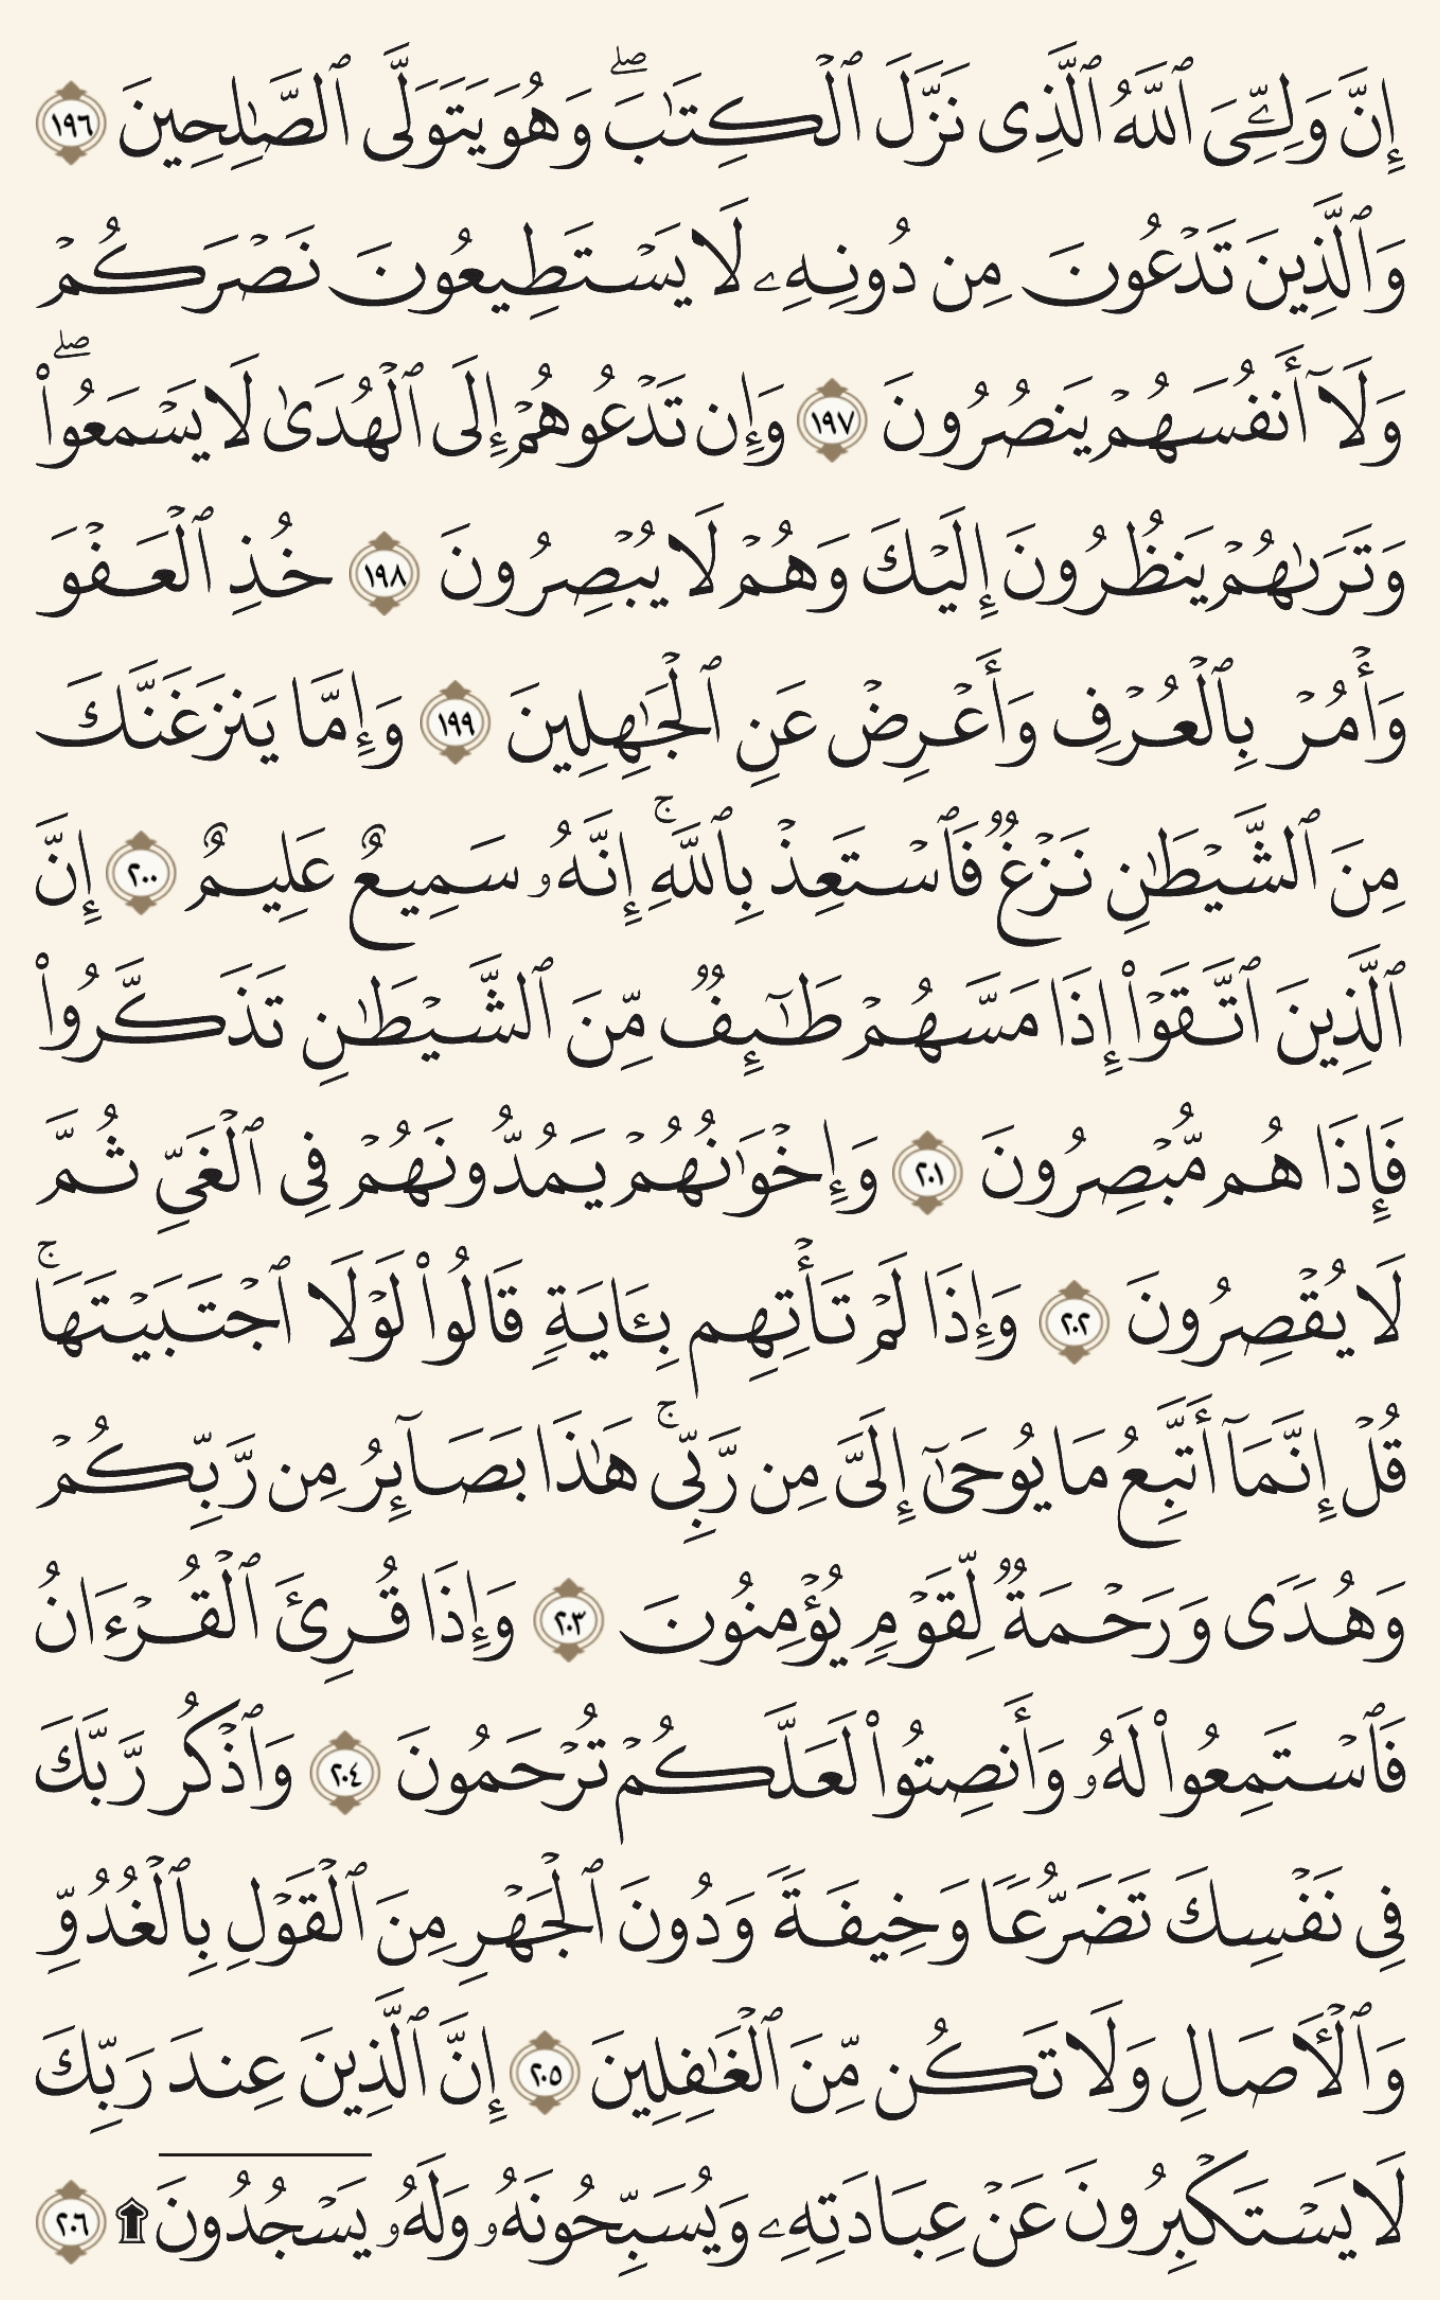 إِنَّ وَلِـِّۧيَ ٱللَّهُ ٱلَّذِى نَزَّلَ ٱلْكِتَـٰبَ ۖ وَهُوَ يَتَوَلَّى ٱلصَّـٰلِحِينَ ١٩٦
وَٱلَّذِينَ تَدْعُونَ مِن دُونِهِۦ لَا يَسْتَطِيعُونَ نَصْرَكُمْ
وَلَآ أَنفُسَهُمْ يَنصُرُونَ ١٩٧ وَإِن تَدْعُوهُمْ إِلَى ٱلْهُدَىٰ لَا يَسْمَعُوا۟ ۖ
وَتَرَىٰهُمْ يَنظُرُونَ إِلَيْكَ وَهُمْ لَا يُبْصِرُونَ ١٩٨ خُذِ ٱلْعَفْوَ
وَأْمُرْ بِٱلْعُرْفِ وَأَعْرِضْ عَنِ ٱلْجَـٰهِلِينَ ١٩٩ وَإِمَّا يَنزَغَنَّكَ
مِنَ ٱلشَّيْطَـٰنِ نَزْغٌ فَٱسْتَعِذْ بِٱللَّهِ ۚ إِنَّهُۥ سَمِيعٌ عَلِيمٌ ٢٠٠ إِنَّ
ٱلَّذِينَ ٱتَّقَوْا۟ إِذَا مَسَّهُمْ طَـٰٓئِفٌ مِّنَ ٱلشَّيْطَـٰنِ تَذَكَّرُوا۟
فَإِذَا هُم مُّبْصِرُونَ ٢٠١ وَإِخْوَٰنُهُمْ يَمُدُّونَهُمْ فِى ٱلْغَىِّ ثُمَّ
لَا يُقْصِرُونَ ٢٠٢ وَإِذَا لَمْ تَأْتِهِم بِـَٔايَةٍ قَالُوا۟ لَوْلَا ٱجْتَبَيْتَهَا ۚ
قُلْ إِنَّمَآ أَتَّبِعُ مَا يُوحَىٰٓ إِلَىَّ مِن رَّبِّى ۚ هَـٰذَا بَصَآئِرُ مِن رَّبِّكُمْ
وَهُدًى وَرَحْمَةٌ لِّقَوْمٍ يُؤْمِنُونَ ٢٠٣ وَإِذَا قُرِئَ ٱلْقُرْءَانُ
فَٱسْتَمِعُوا۟ لَهُۥ وَأَنصِتُوا۟ لَعَلَّكُمْ تُرْحَمُونَ ٢٠٤ وَٱذْكُر رَّبَّكَ
فِى نَفْسِكَ تَضَرُّعًا وَخِيفَةً وَدُونَ ٱلْجَهْرِ مِنَ ٱلْقَوْلِ بِٱلْغُدُوِّ
وَٱلْـَٔاصَالِ وَلَا تَكُن مِّنَ ٱلْغَـٰفِلِينَ ٢٠٥ إِنَّ ٱلَّذِينَ عِندَ رَبِّكَ
لَا يَسْتَكْبِرُونَ عَنْ عِبَادَتِهِۦ وَيُسَبِّحُونَهُۥ وَلَهُۥ يَسْجُدُونَ ۩ ٢٠٦